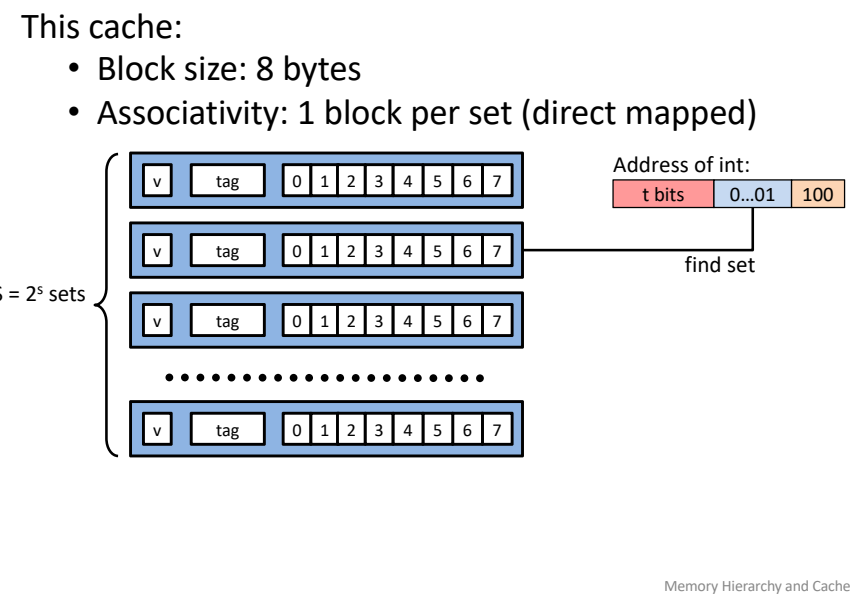 This cache:
• Block size: 8 bytes
• Associativity: 1 block per set (direct mapped)
Address of int:
t bits 0...01 100
v tag 0 1 2 3 4 5 6 7
v tag 0 1 2 3 4 5 6 7
find set
= 2ˢ sets
v tag 0 1 2 3 4 5 6 7
v tag 0 1 2 3 4 5 6 7
Memory Hierarchy and Cache